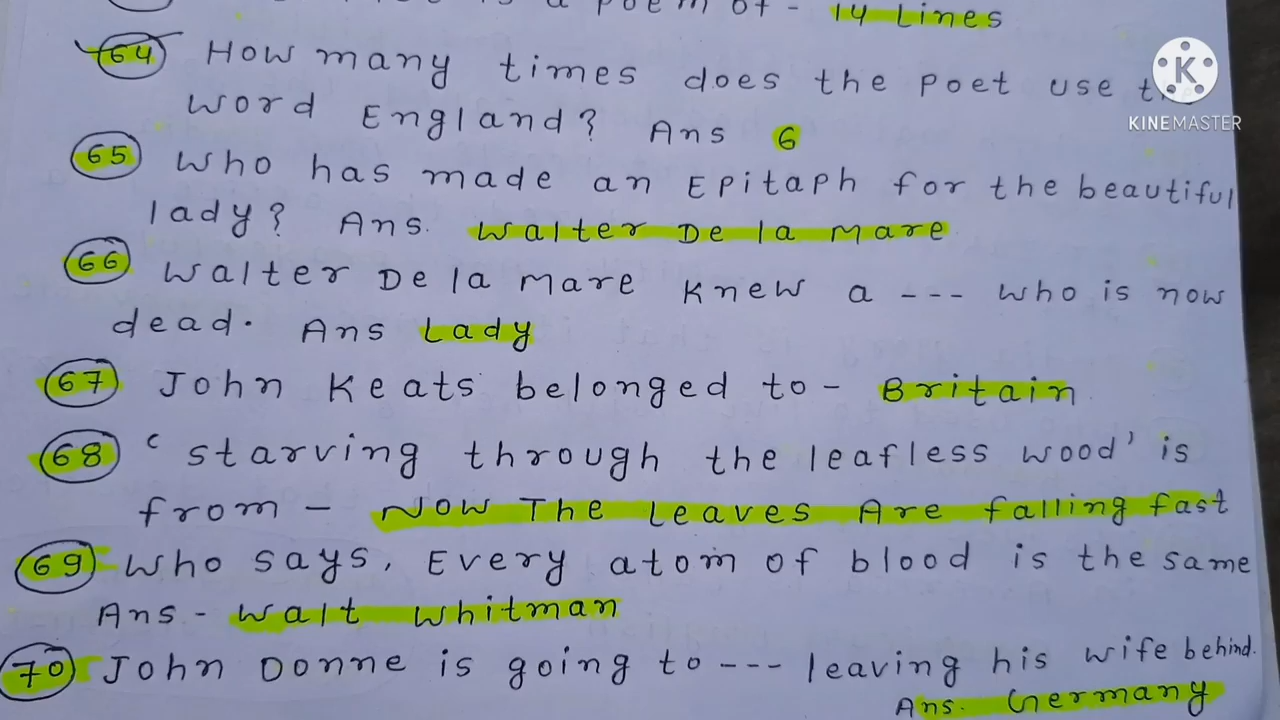 a poem of - 14 Lines
64 How many times does the poet use
word England? Ans 6
65 Who has made an Epitaph for the beautiful
lady? Ans. Walter De la Mare
66 Walter De la Mare Knew a --- who is now
dead. Ans Lady
67 John Keats belonged to - Britain
68 ‘starving through the leafless wood’ is
from - Now The Leaves Are falling fast
69 Who says, Every atom of blood is the same
Ans - Walt Whitman
70 John Donne is going to --- leaving his wife behind.
Ans. Germany
K
KINEMASTER